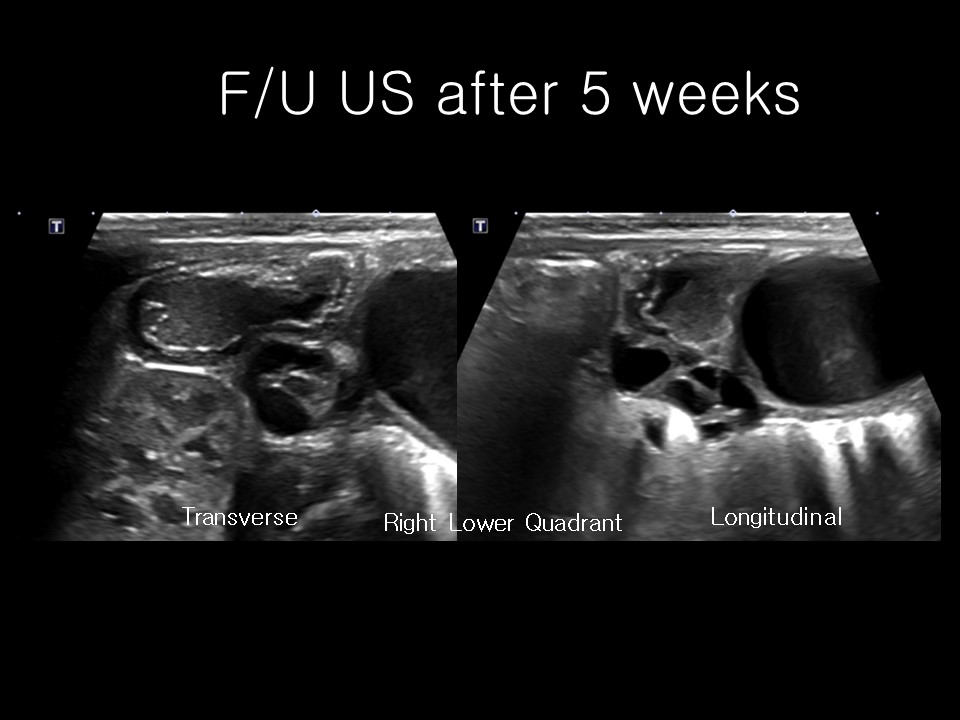 F/U US after 5 weeks
T
T
Transverse
Right Lower Quadrant
Longitudinal